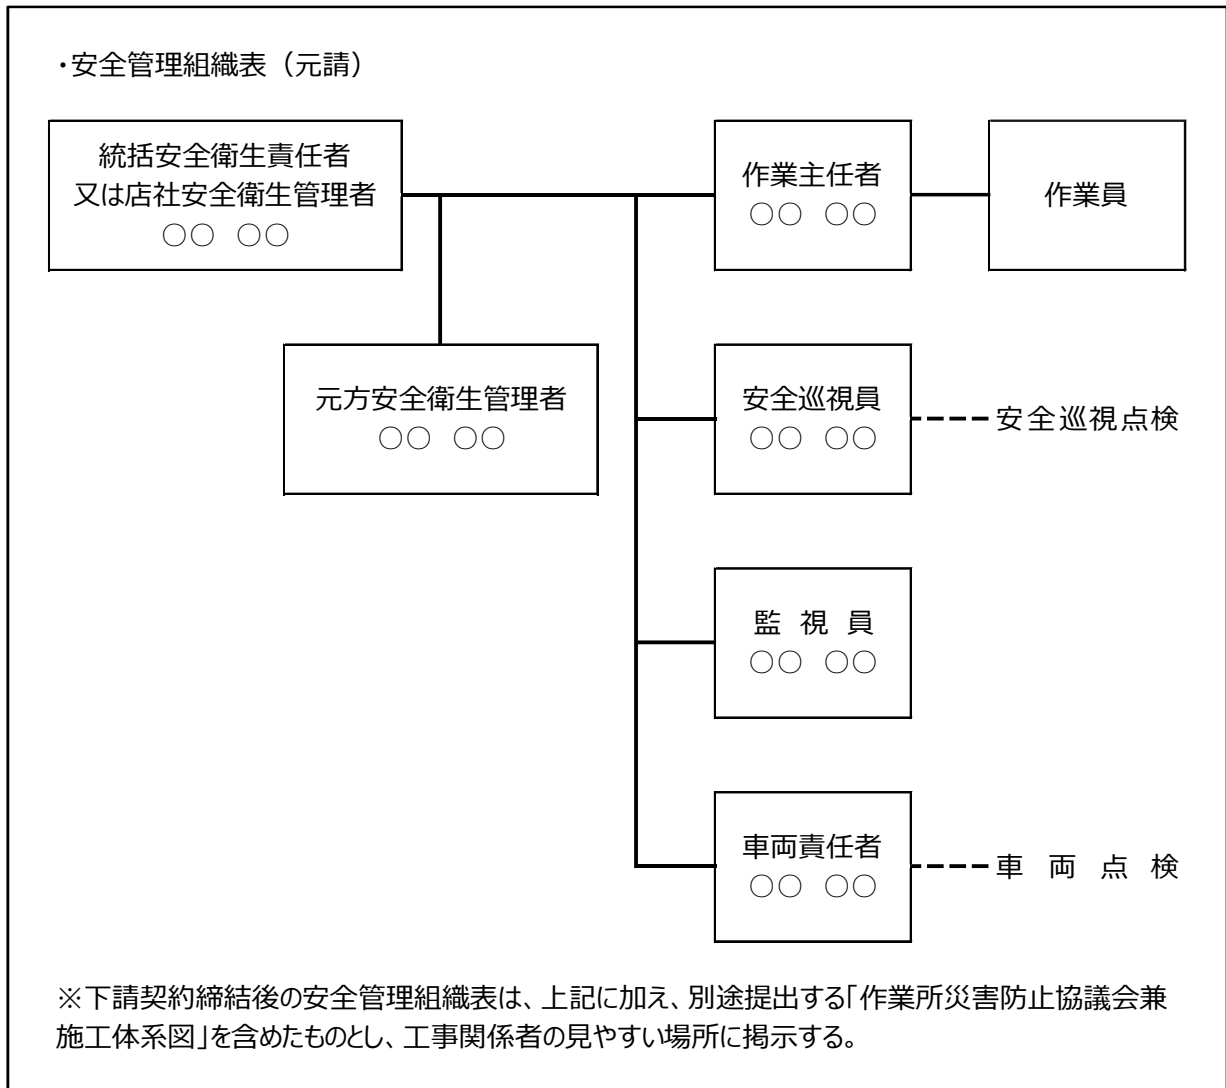 ・安全管理組織表（元請）
統括安全衛生責任者
又は店社安全衛生管理者
○○ ○○
作業主任者
○○ ○○
作業員
元方安全衛生管理者
○○ ○○
安全巡視員
○○ ○○
安全巡視点検
監 視 員
○○ ○○
車両責任者
○○ ○○
車 両 点 検
※下請契約締結後の安全管理組織表は、上記に加え、別途提出する「作業所災害防止協議会兼
施工体系図」を含めたものとし、工事関係者の見やすい場所に掲示する。